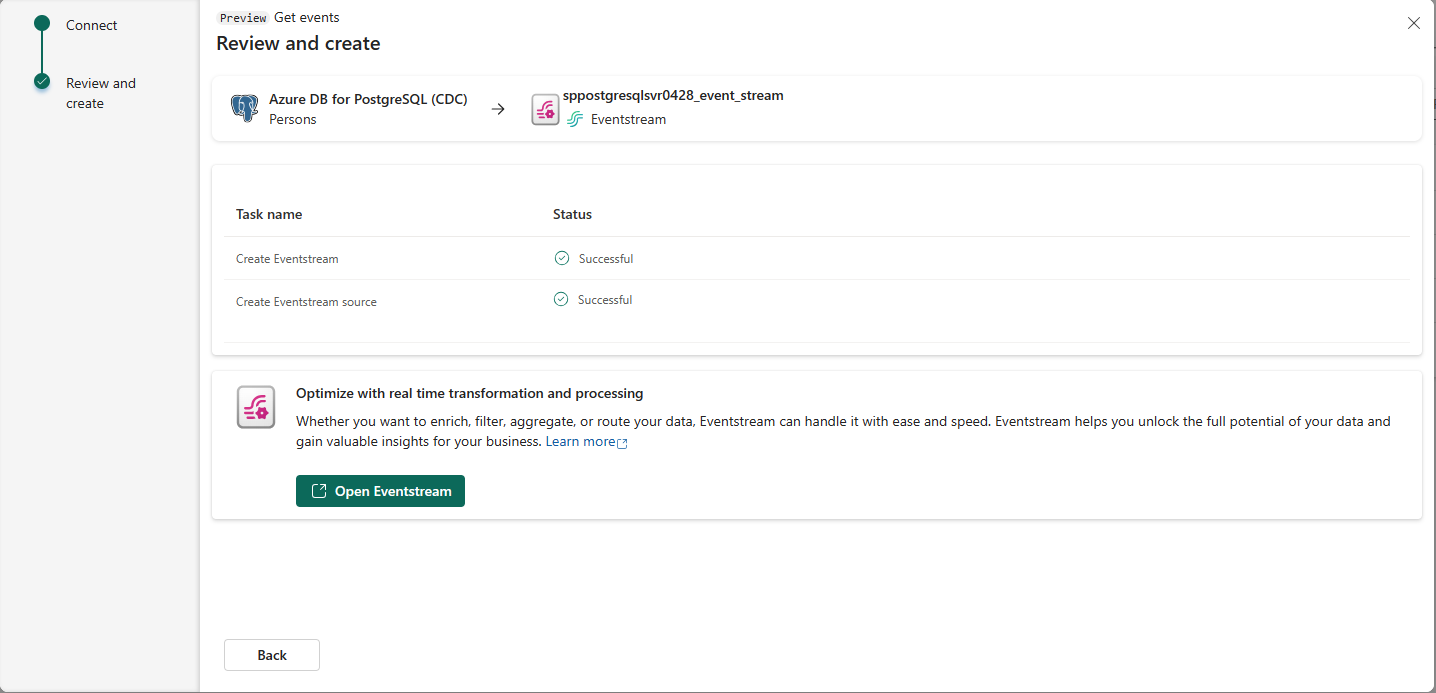 Connect
Review and
create
Preview Get events
Review and create
Azure DB for PostgreSQL (CDC)
Persons
sppostgresqlsvr0428_event_stream
Eventstream
Task name Status
Create Eventstream Successful
Create Eventstream source Successful
Optimize with real time transformation and processing
Whether you want to enrich, filter, aggregate, or route your data, Eventstream can handle it with ease and speed. Eventstream helps you unlock the full potential of your data and
gain valuable insights for your business. Learn more
Open Eventstream
Back